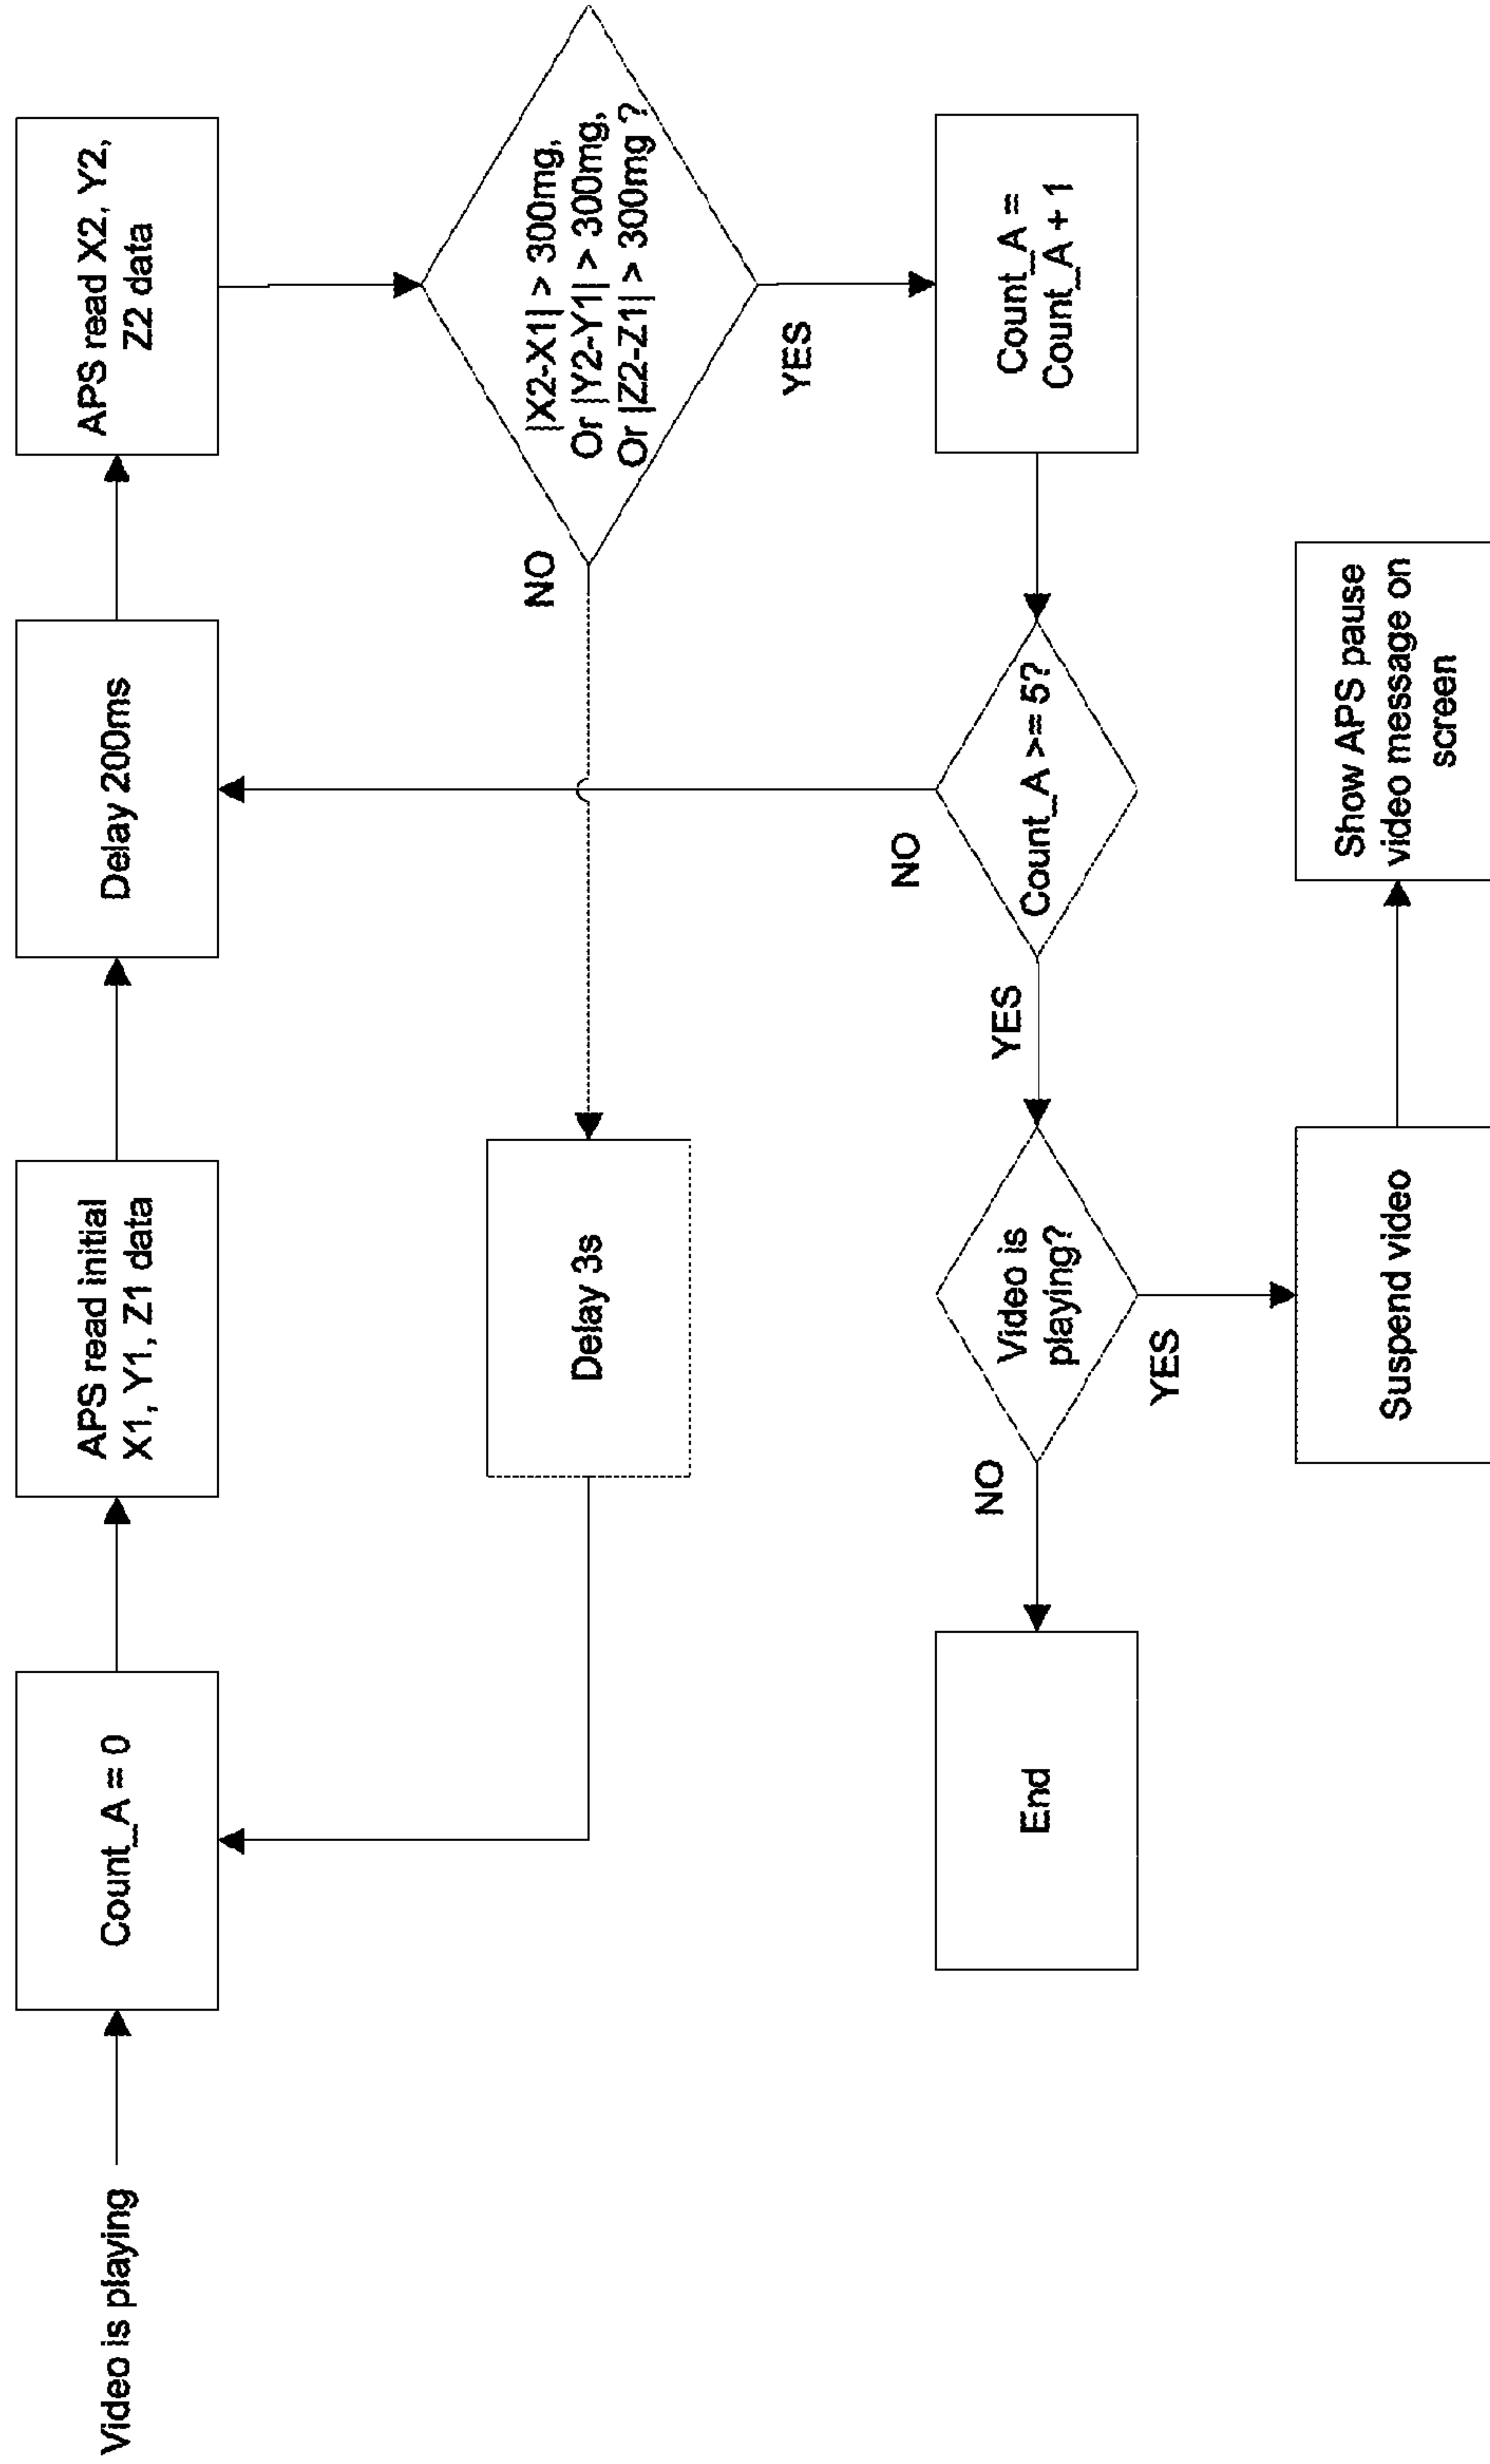 Video is playing
Count_A = 0
APS read initial
X1, Y1, Z1 data
Delay 200ms
APS read X2, Y2,
Z2 data
|X2-X1| > 300mg,
Or |Y2-Y1| > 300mg,
Or |Z2-Z1| > 300mg ?
NO
YES
Delay 3s
Count_A =
Count_A + 1
Count_A >= 5?
NO
YES
Video is
playing?
NO
YES
End
Suspend video
Show APS pause
video message on
screen